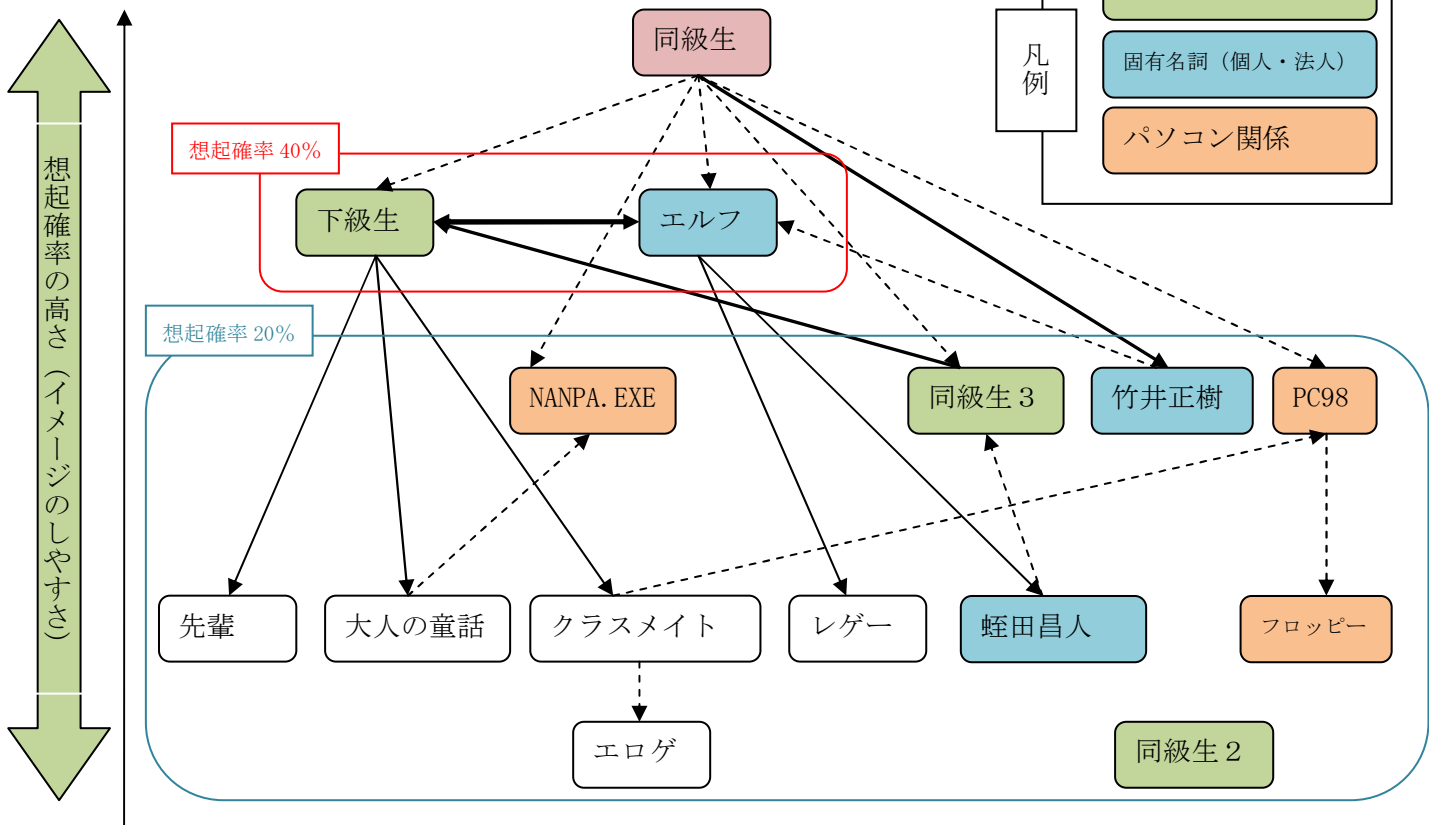 同級生
凡例
固有名詞（個人・法人）
パソコン関係
想起確率の高さ（イメージのしやすさ）
想起確率 40%
下級生
エルフ
想起確率 20%
NANPA.EXE
同級生３
竹井正樹
PC98
先輩
大人の童話
クラスメイト
レゲー
蛭田昌人
フロッピー
エロゲ
同級生２